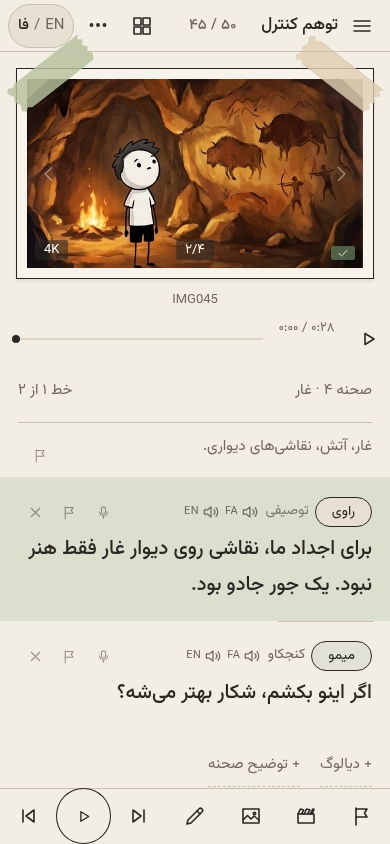 توهم کنترل
۴۵ / ۵۰
فا / EN
4K
۲/۴
IMG045
۰:۰۰ / ۰:۲۸
صحنه ۴ · غار
خط ۱ از ۲
غار، آتش، نقاشی‌های دیواری.
راوی توصیفی FA EN
برای اجداد ما، نقاشی روی دیوار غار فقط هنر
نبود. یک جور جادو بود.
میمو کنجکاو FA EN
اگر اینو بکشم، شکار بهتر می‌شه؟
+ دیالوگ
+ توضیح صحنه